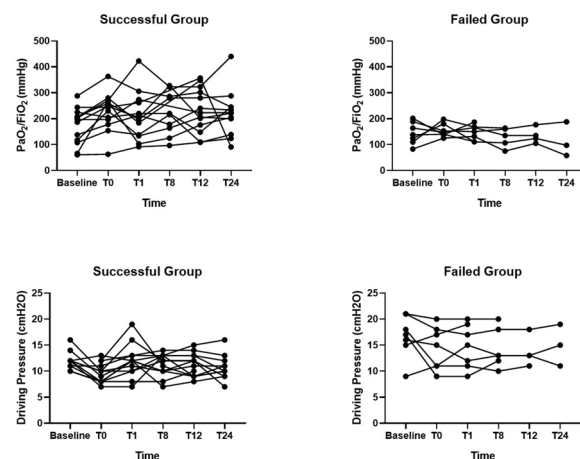 Successful Group
Failed Group
PaO2/FiO2 (mmHg)
500
400
300
200
100
0
Baseline T0 T1 T8 T12 T24
Time
PaO2/FiO2 (mmHg)
500
400
300
200
100
0
Baseline T0 T1 T8 T12 T24
Time
Successful Group
Failed Group
Driving Pressure (cmH2O)
25
20
15
10
5
0
Baseline T0 T1 T8 T12 T24
Time
Driving Pressure (cmH2O)
25
20
15
10
5
0
Baseline T0 T1 T8 T12 T24
Time